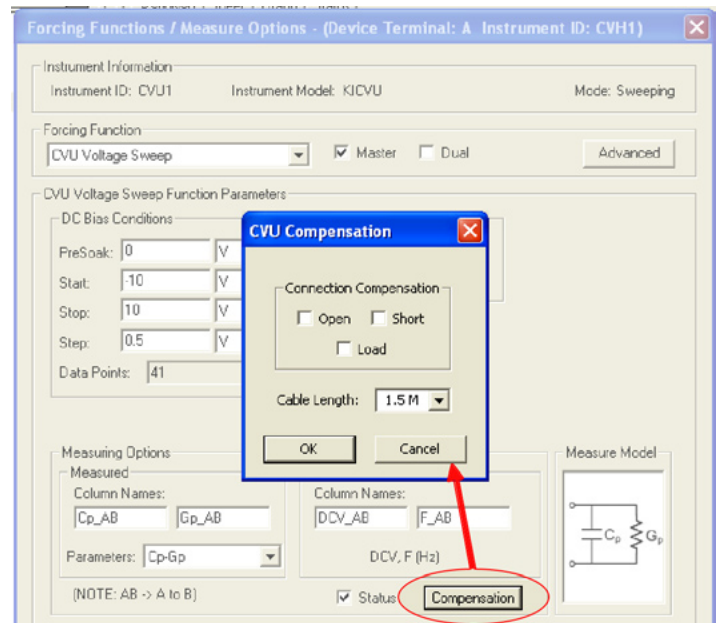 Forcing Functions / Measure Options - (Device Terminal: A Instrument ID: CVH1)
Instrument Information
Instrument ID: CVU1 Instrument Model: KICVU Mode: Sweeping
Forcing Function
CVU Voltage Sweep Master Dual Advanced
CVU Voltage Sweep Function Parameters
DC Bias Conditions
PreSoak: 0 V
Start: -10 V
Stop: 10 V
Step: 0.5 V
Data Points: 41
CVU Compensation
Connection Compensation
Open Short
Load
Cable Length: 1.5 M
OK Cancel
Measuring Options
Measured
Column Names:
Cp_AB Gp_AB
Parameters: Cp-Gp
(NOTE: AB -> A to B)
Column Names:
DCV_AB F_AB
DCV, F (Hz)
Status Compensation
Measure Model
Cp Gp